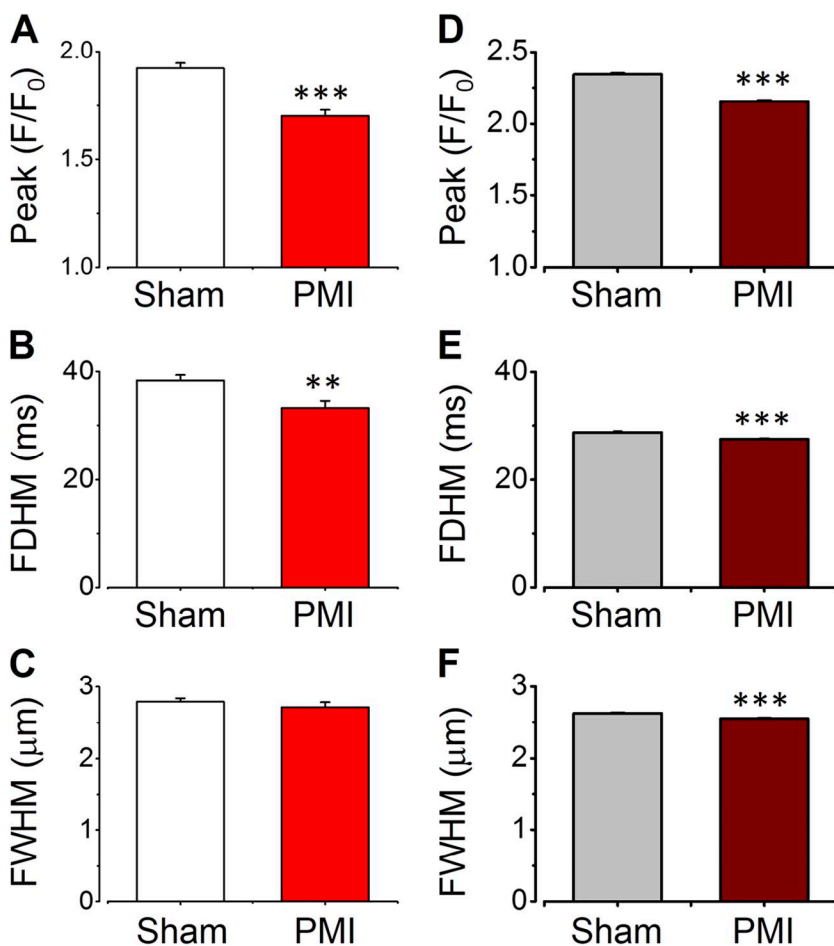 A
Peak (F/F0)
2.0
1.5
1.0
***
Sham PMI
D
Peak (F/F0)
2.5
2.0
1.5
1.0
***
Sham PMI
B
FDHM (ms)
40
20
0
**
Sham PMI
E
FDHM (ms)
40
20
0
***
Sham PMI
C
FWHM (μm)
3
2
1
0
Sham PMI
F
FWHM (μm)
3
2
1
0
***
Sham PMI